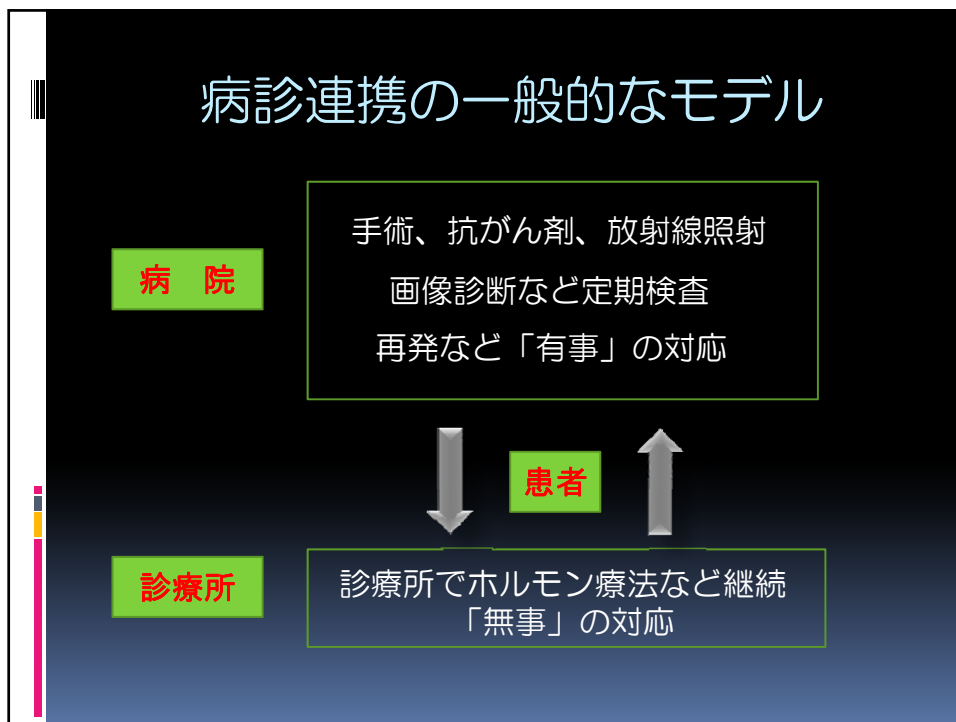 病診連携の一般的なモデル
手術、抗がん剤、放射線照射
病　院
画像診断など定期検査
再発など「有事」の対応
患者
診療所
診療所でホルモン療法など継続
「無事」の対応